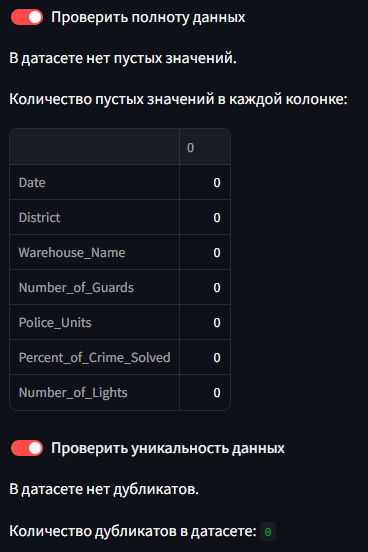 Проверить полноту данных
В датасете нет пустых значений.
Количество пустых значений в каждой колонке:
0
Date 0
District 0
Warehouse_Name 0
Number_of_Guards 0
Police_Units 0
Percent_of_Crime_Solved 0
Number_of_Lights 0
Проверить уникальность данных
В датасете нет дубликатов.
Количество дубликатов в датасете: 0